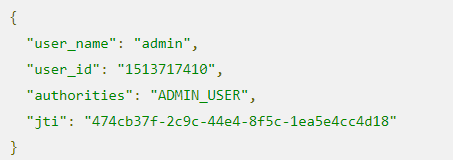 {
"user_name": "admin",
"user_id": "1513717410",
"authorities": "ADMIN_USER",
"jti": "474cb37f-2c9c-44e4-8f5c-1ea5e4cc4d18"
}